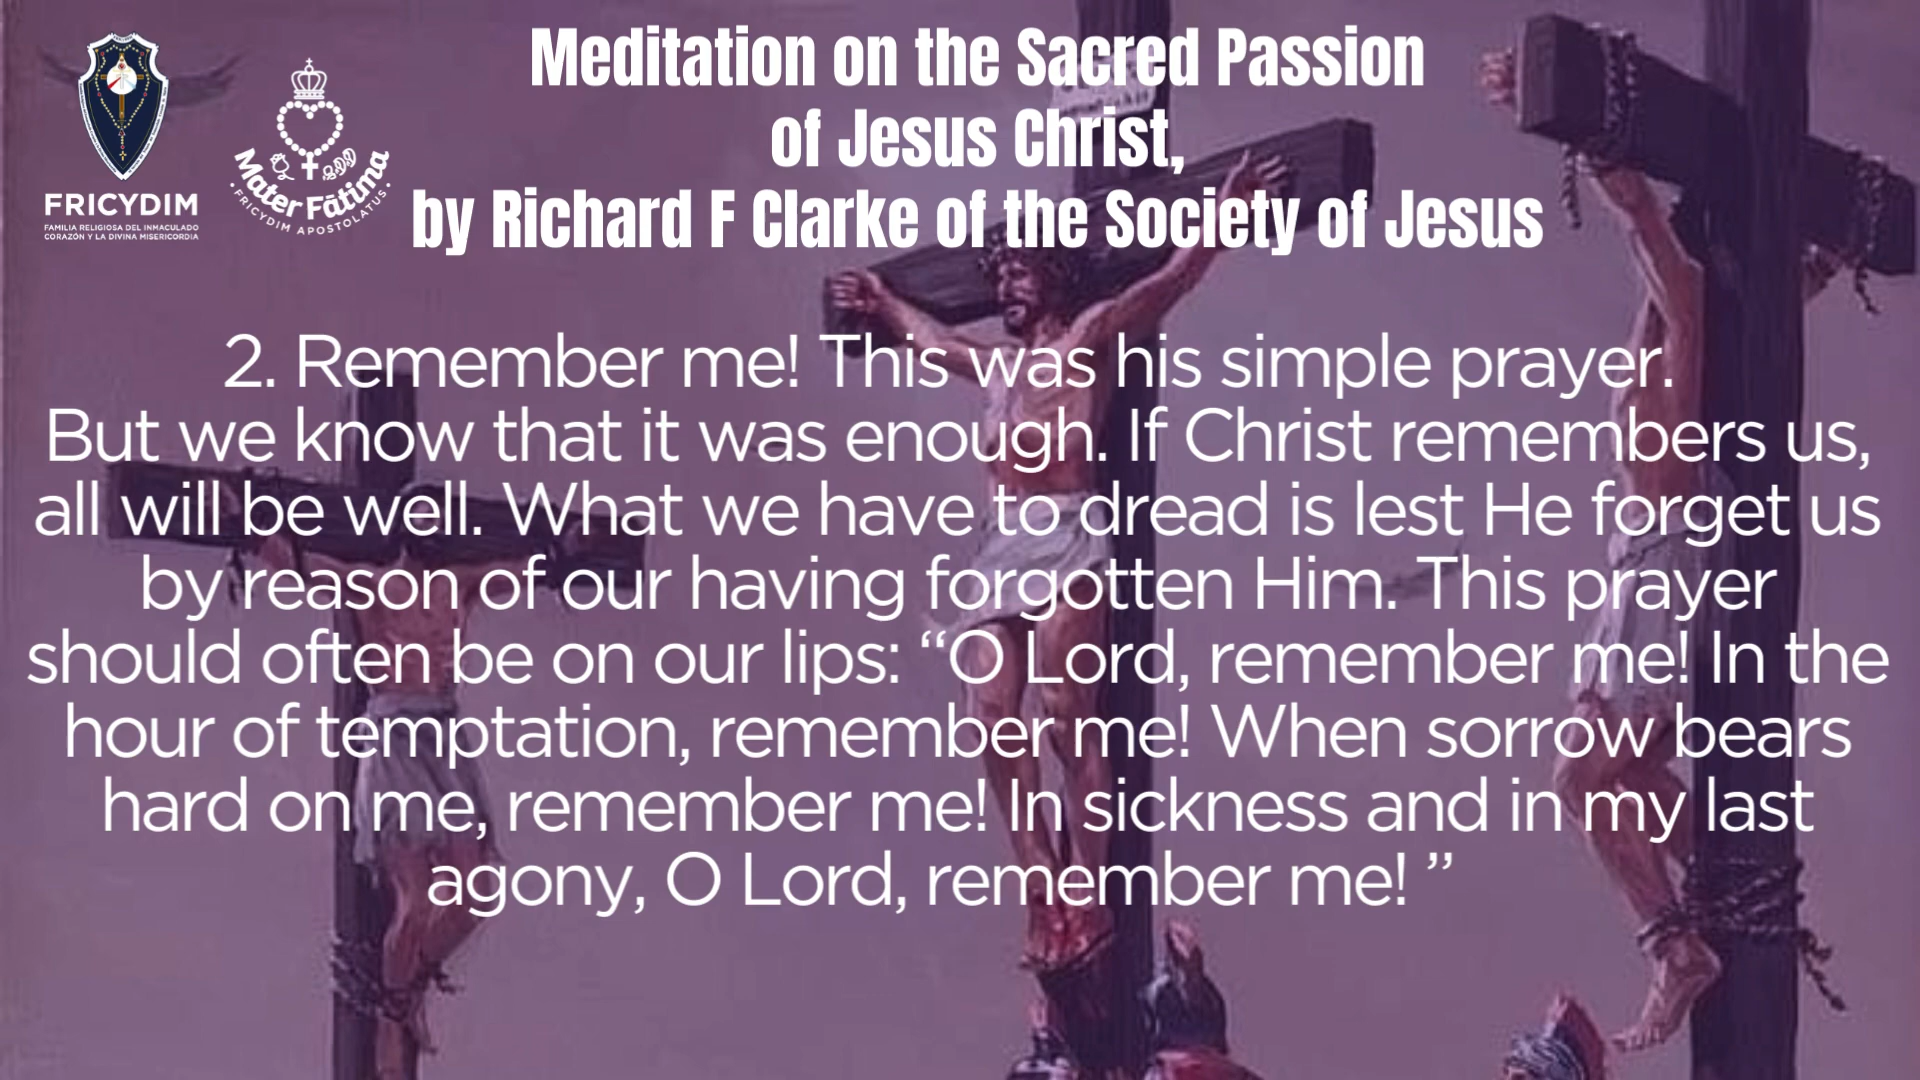 Meditation on the Sacred Passion
of Jesus Christ,
by Richard F Clarke of the Society of Jesus
FRICYDIM
FAMILIA RELIGIOSA DEL INMACULADO
CORAZÓN Y LA DIVINA MISERICORDIA
Mater Fátima
• FRICYDIM APOSTOLATUS •
2. Remember me! This was his simple prayer.
But we know that it was enough. If Christ remembers us,
all will be well. What we have to dread is lest He forget us
by reason of our having forgotten Him. This prayer
should often be on our lips: “O Lord, remember me! In the
hour of temptation, remember me! When sorrow bears
hard on me, remember me! In sickness and in my last
agony, O Lord, remember me! ”